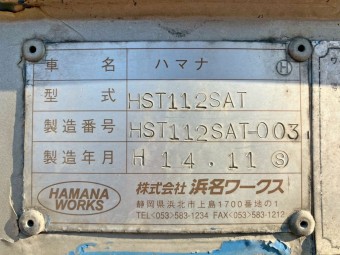 車名 ハマナ Ⓗ
型式 HST112SAT
製造番号 HST112SAT-003
製造年月 H 14.11 Ⓢ
HAMANA WORKS
株式会社 浜名ワークス
静岡県浜北市上島1700番地の1
TEL<053>583-1234 FAX<053>583-1212